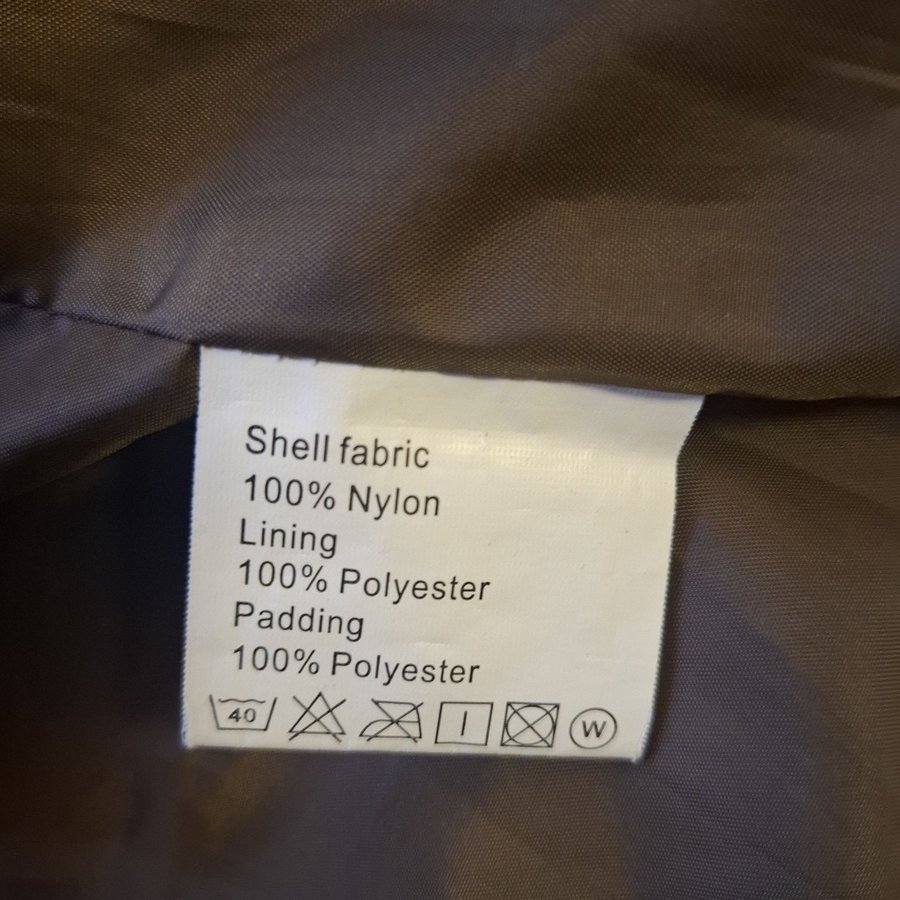 Shell fabric
100% Nylon
Lining
100% Polyester
Padding
100% Polyester
40 W